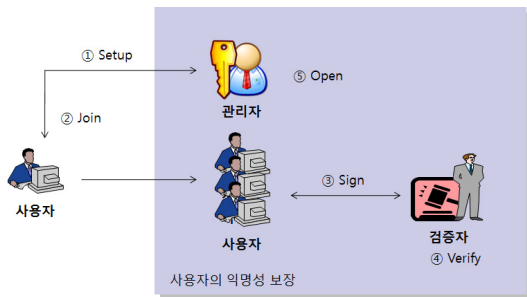 ① Setup
② Join
⑤ Open
관리자
③ Sign
사용자
사용자
검증자
④ Verify
사용자의 익명성 보장